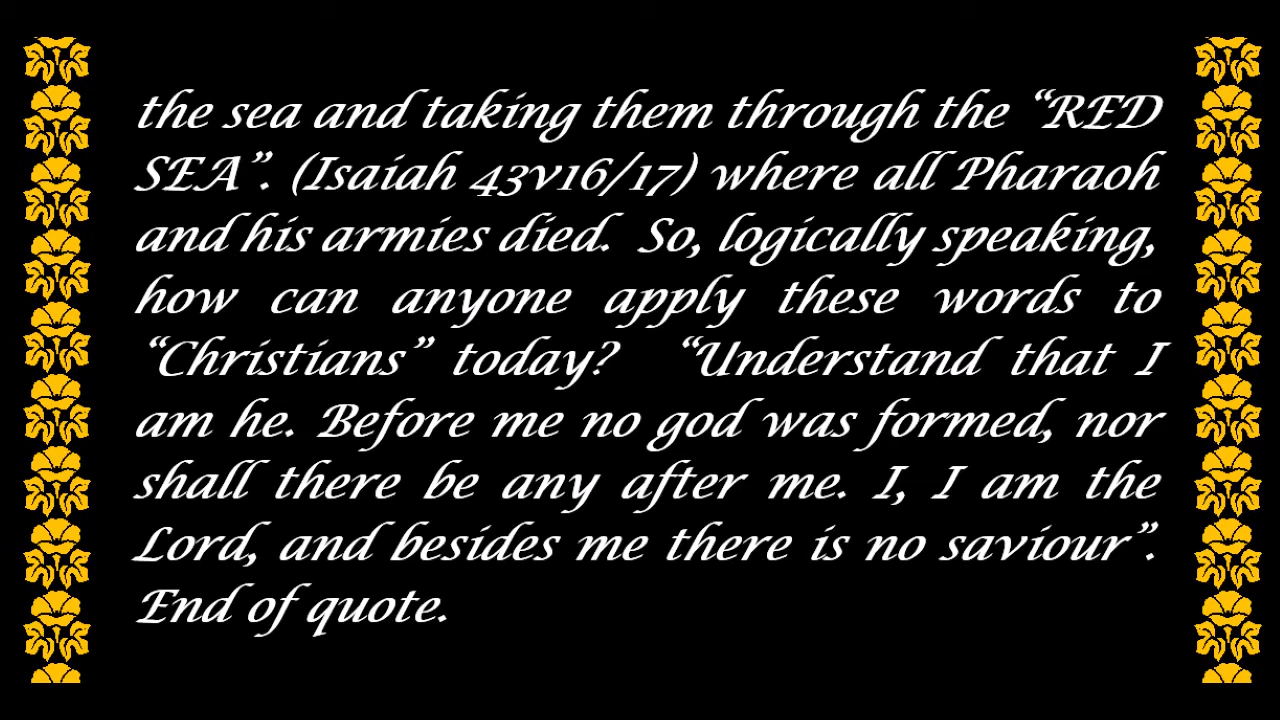 the sea and taking them through the “RED
SEA”. (Isaiah 43v16/17) where all Pharaoh
and his armies died.  So, logically speaking,
how can anyone apply these words to
“Christians” today?  “Understand that I
am he. Before me no god was formed, nor
shall there be any after me. I, I am the
Lord, and besides me there is no saviour”.
End of quote.